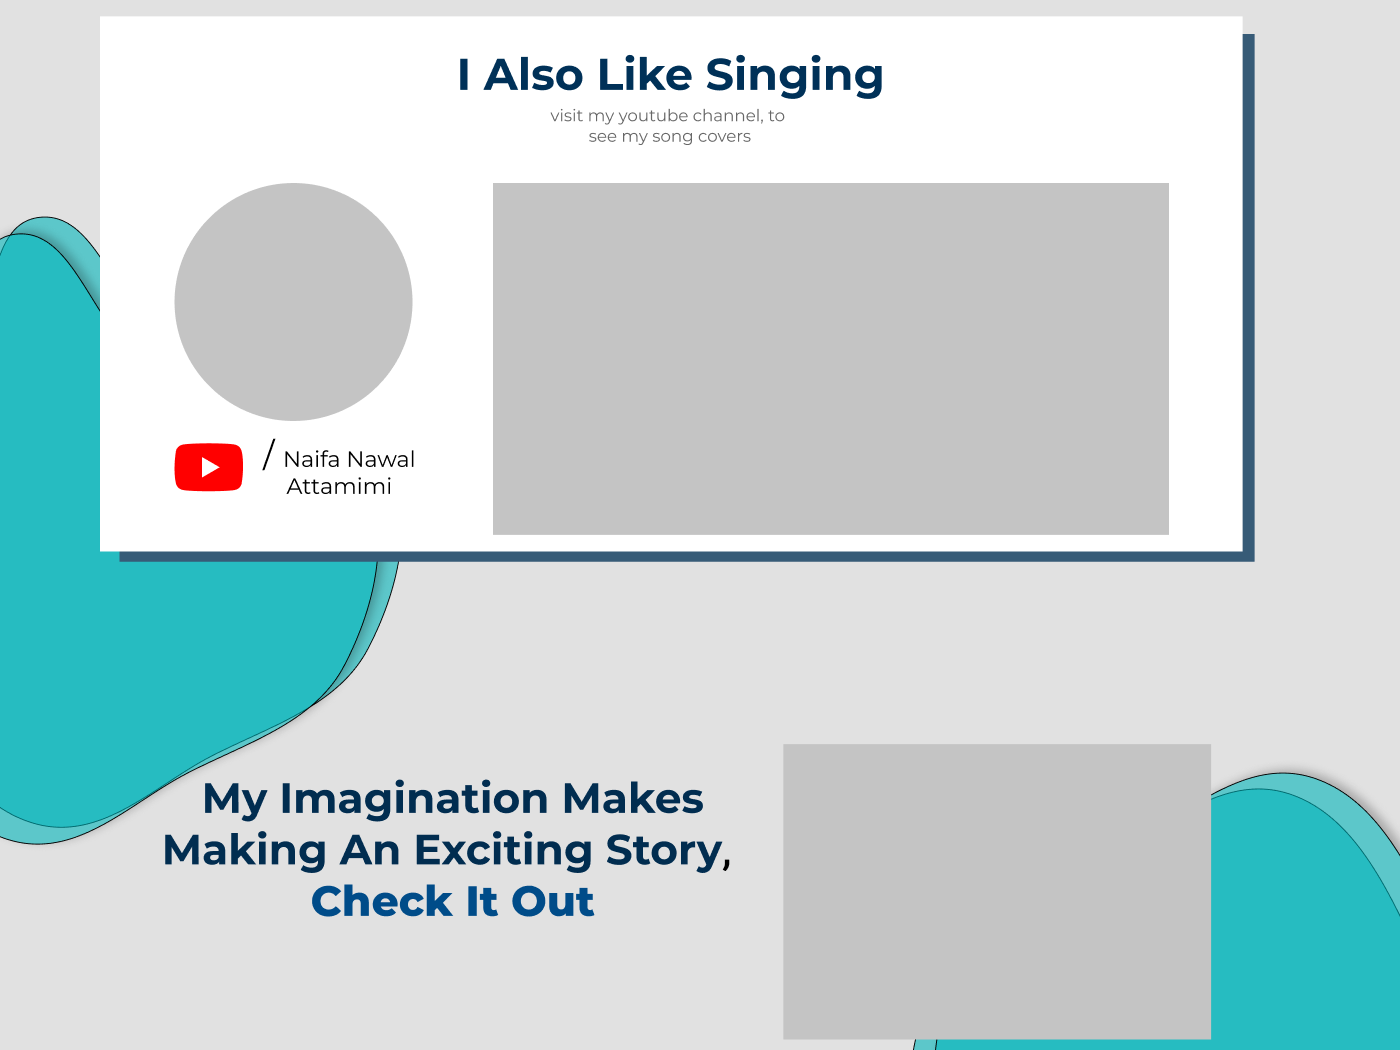 I Also Like Singing
visit my youtube channel, to
see my song covers
/ Naifa Nawal
Attamimi
My Imagination Makes
Making An Exciting Story,
Check It Out